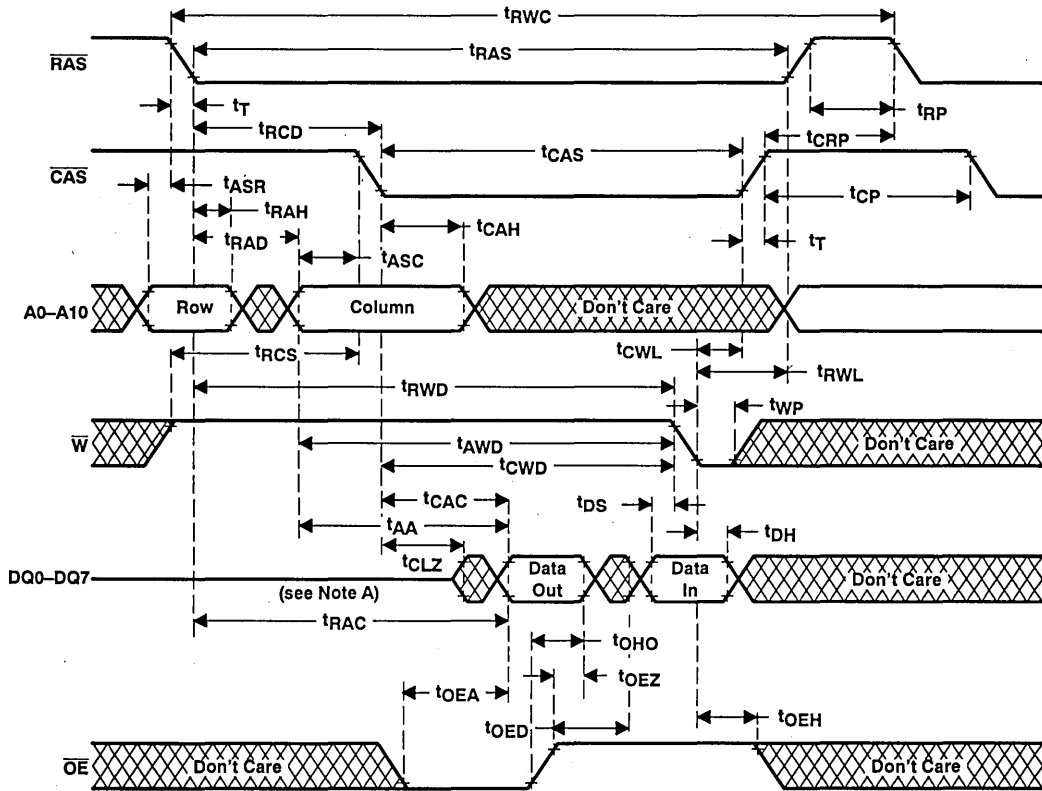 tRWC
tRAS
RAS
tT
tRP
tRCD
tCRP
tCAS
CAS
tASR
tCP
tRAH
tCAH
tRAD
tT
tASC
A0–A10
Row
Column
Don't Care
tRCS
tCWL
tRWL
tRWD
tWP
W
Don't Care
tAWD
tCWD
tCAC
tDS
tAA
tDH
tCLZ
DQ0–DQ7
Data Out
Data In
Don't Care
(see Note A)
tRAC
tOHO
tOEZ
tOEA
tOED
tOEH
OE
Don't Care
Don't Care